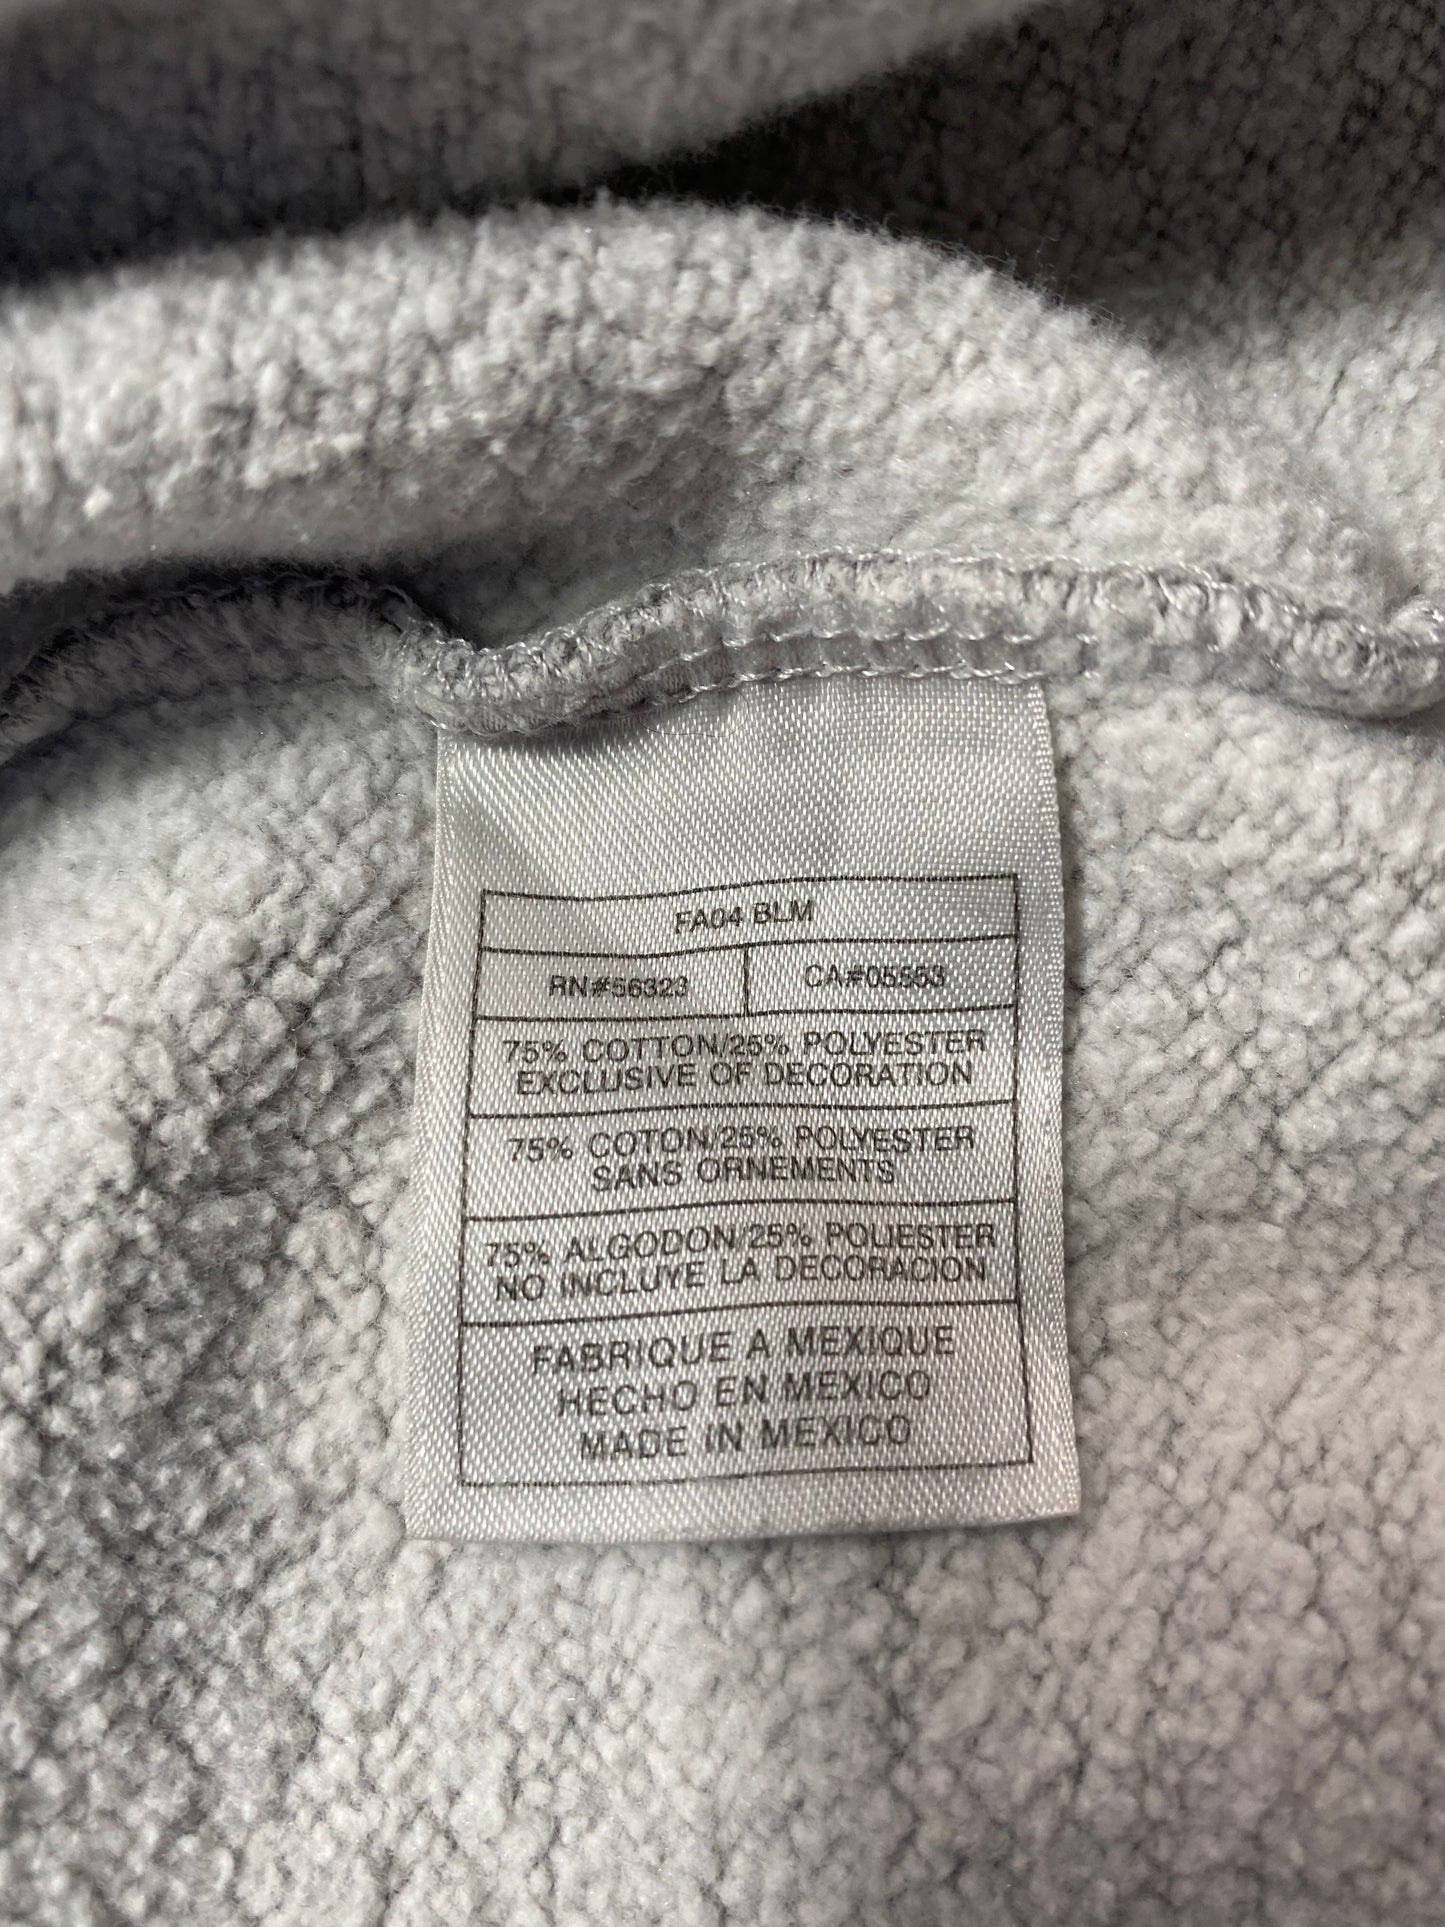 FA04 BLM
RN#56323 CA#05553
75% COTTON/25% POLYESTER
EXCLUSIVE OF DECORATION
75% COTON/25% POLYESTER
SANS ORNEMENTS
75% ALGODON/25% POLIESTER
NO INCLUYE LA DECORACION
FABRIQUE A MEXIQUE
HECHO EN MEXICO
MADE IN MEXICO